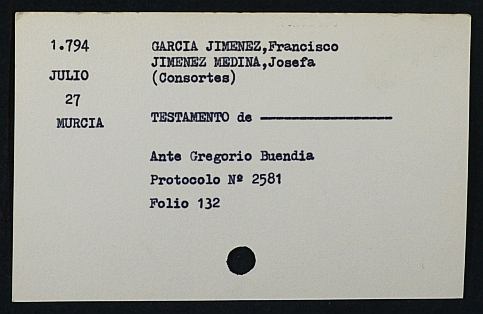 1.794
JULIO
27
MURCIA
GARCIA JIMENEZ,Francisco
JIMENEZ MEDINA,Josefa
(Consortes)
TESTAMENTO de
Ante Gregorio Buendia
Protocolo Nº 2581
Folio 132